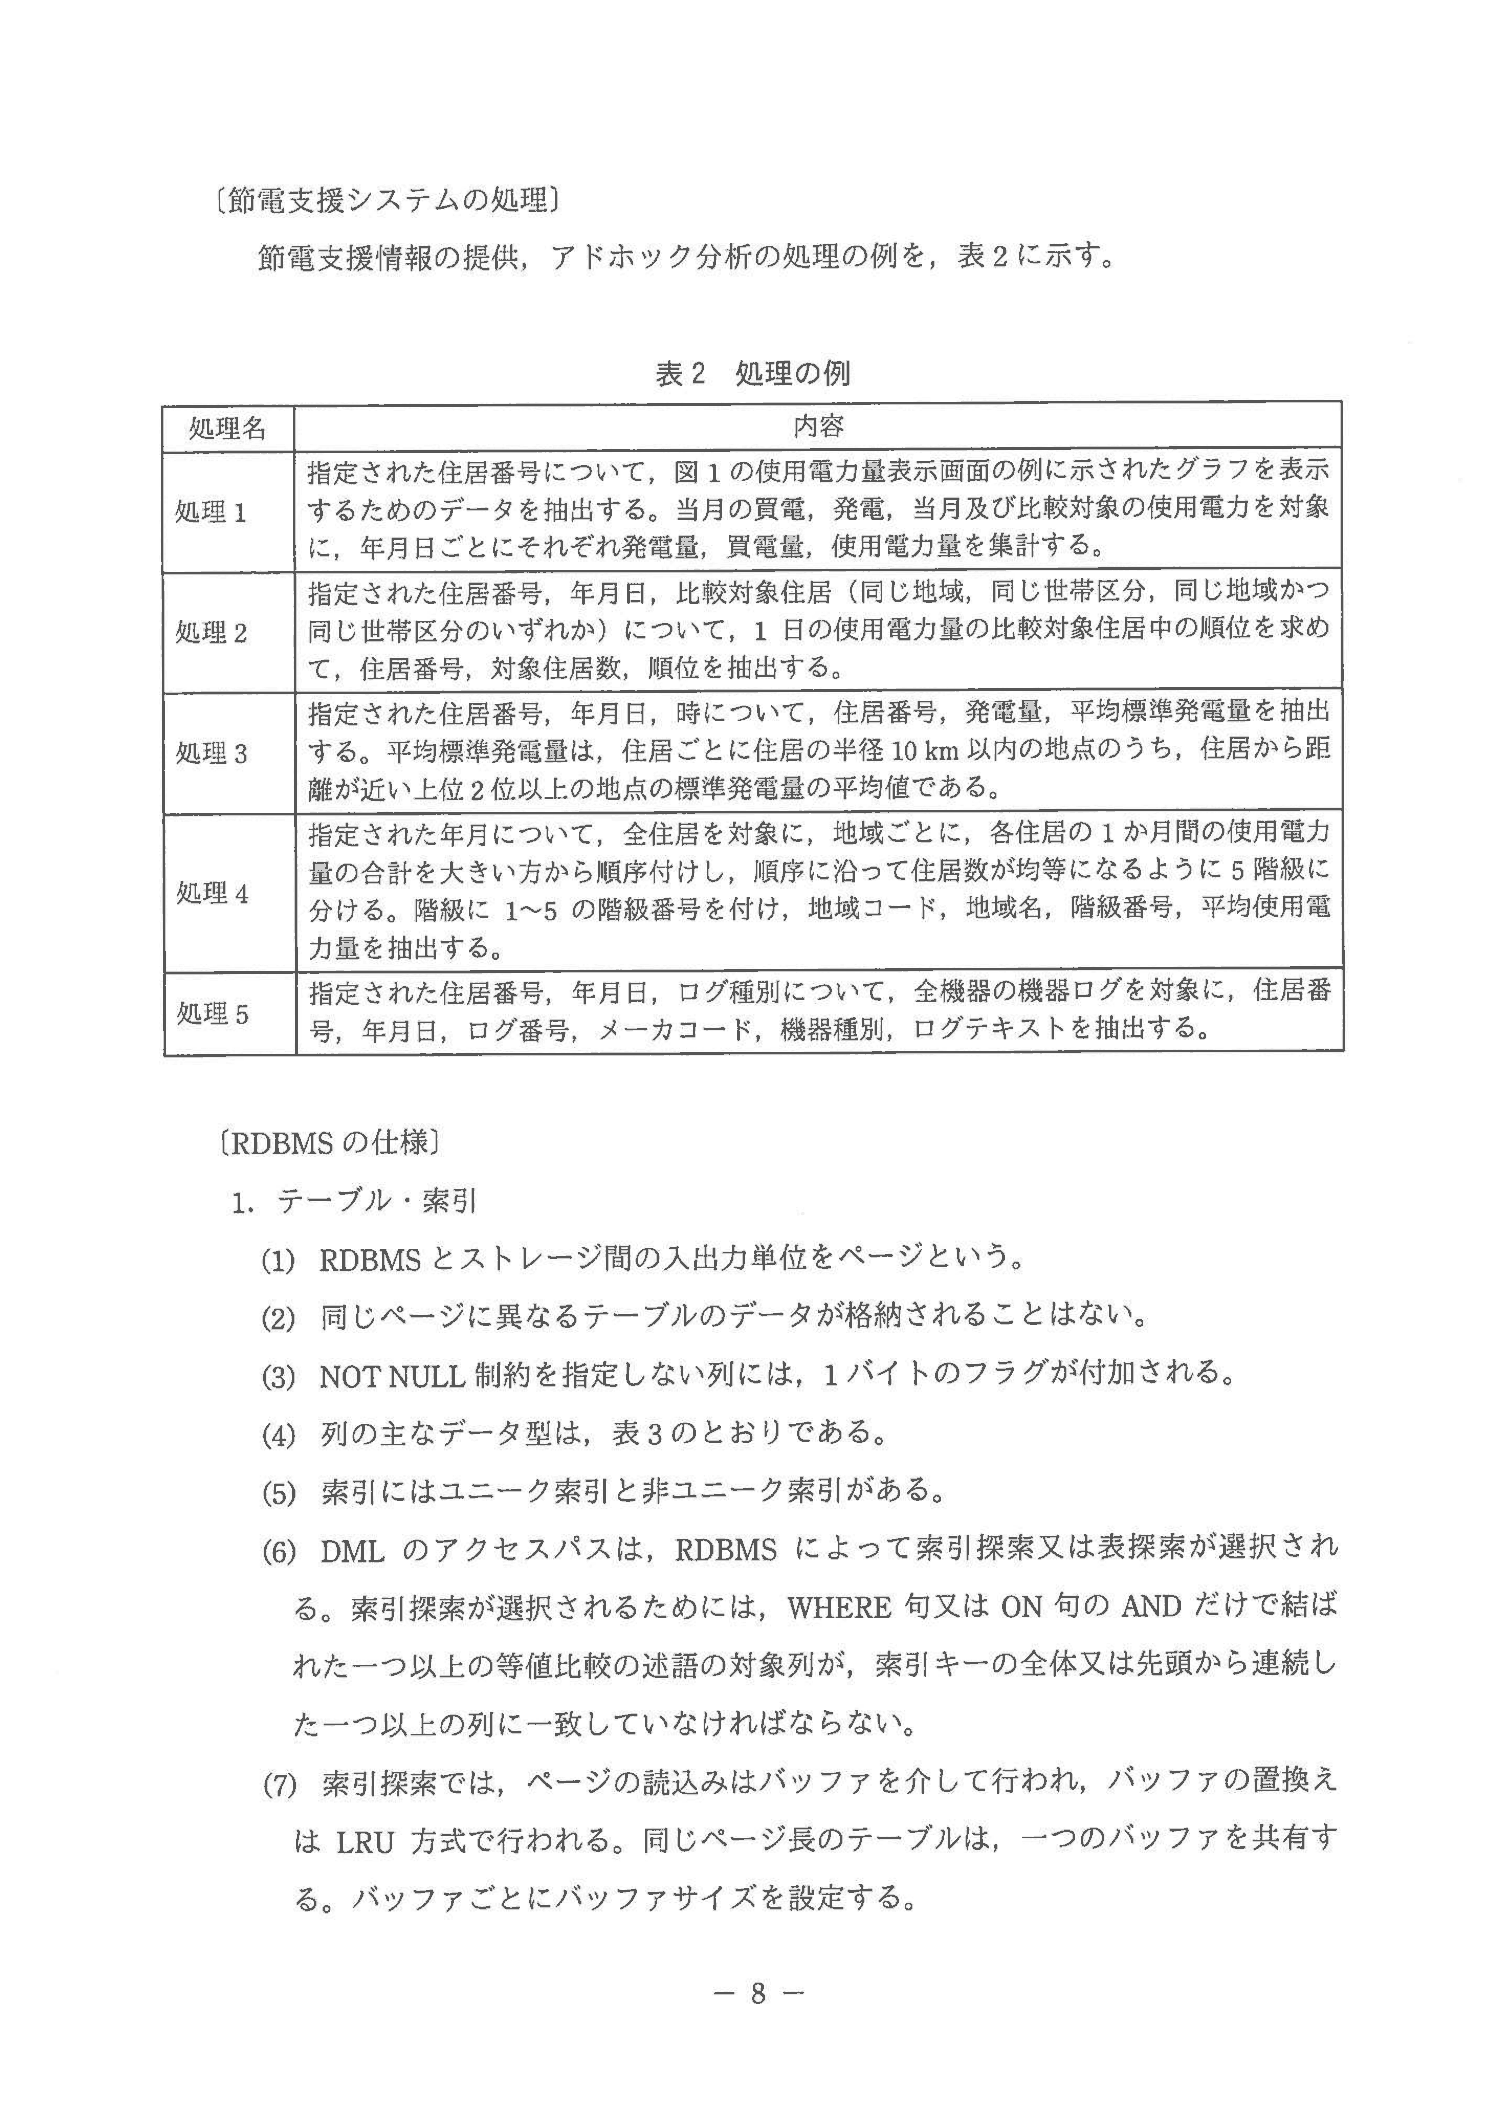 〔節電支援システムの処理〕
節電支援情報の提供，アドホック分析の処理の例を，表2に示す。
表2　処理の例
処理名
内容
処理1
指定された住居番号について，図1の使用電力量表示画面の例に示されたグラフを表示
するためのデータを抽出する。当月の買電，発電，当月及び比較対象の使用電力を対象
に，年月日ごとにそれぞれ発電量，買電量，使用電力量を集計する。
処理2
指定された住居番号，年月日，比較対象住居（同じ地域，同じ世帯区分，同じ地域かつ
同じ世帯区分のいずれか）について，1 日の使用電力量の比較対象住居中の順位を求め
て，住居番号，対象住居数，順位を抽出する。
処理3
指定された住居番号，年月日，時について，住居番号，発電量，平均標準発電量を抽出
する。平均標準発電量は，住居ごとに住居の半径 10 km 以内の地点のうち，住居から距
離が近い上位2位以上の地点の標準発電量の平均値である。
処理4
指定された年月について，全住居を対象に，地域ごとに，各住居の1か月間の使用電力
量の合計を大きい方から順序付けし，順序に沿って住居数が均等になるように5階級に
分ける。階級に 1～5 の階級番号を付け，地域コード，地域名，階級番号，平均使用電
力量を抽出する。
処理5
指定された住居番号，年月日，ログ種別について，全機器の機器ログを対象に，住居番
号，年月日，ログ番号，メーカコード，機器種別，ログテキストを抽出する。
〔RDBMS の仕様〕
1. テーブル・索引
(1) RDBMS とストレージ間の入出力単位をページという。
(2) 同じページに異なるテーブルのデータが格納されることはない。
(3) NOT NULL 制約を指定しない列には，1バイトのフラグが付加される。
(4) 列の主なデータ型は，表3のとおりである。
(5) 索引にはユニーク索引と非ユニーク索引がある。
(6) DML のアクセスパスは，RDBMS によって索引探索又は表探索が選択され
る。索引探索が選択されるためには，WHERE 句又は ON 句の AND だけで結ば
れた一つ以上の等値比較の述語の対象列が，索引キーの全体又は先頭から連続し
た一つ以上の列に一致していなければならない。
(7) 索引探索では，ページの読込みはバッファを介して行われ，バッファの置換え
は LRU 方式で行われる。同じページ長のテーブルは，一つのバッファを共有す
る。バッファごとにバッファサイズを設定する。
－ 8 －